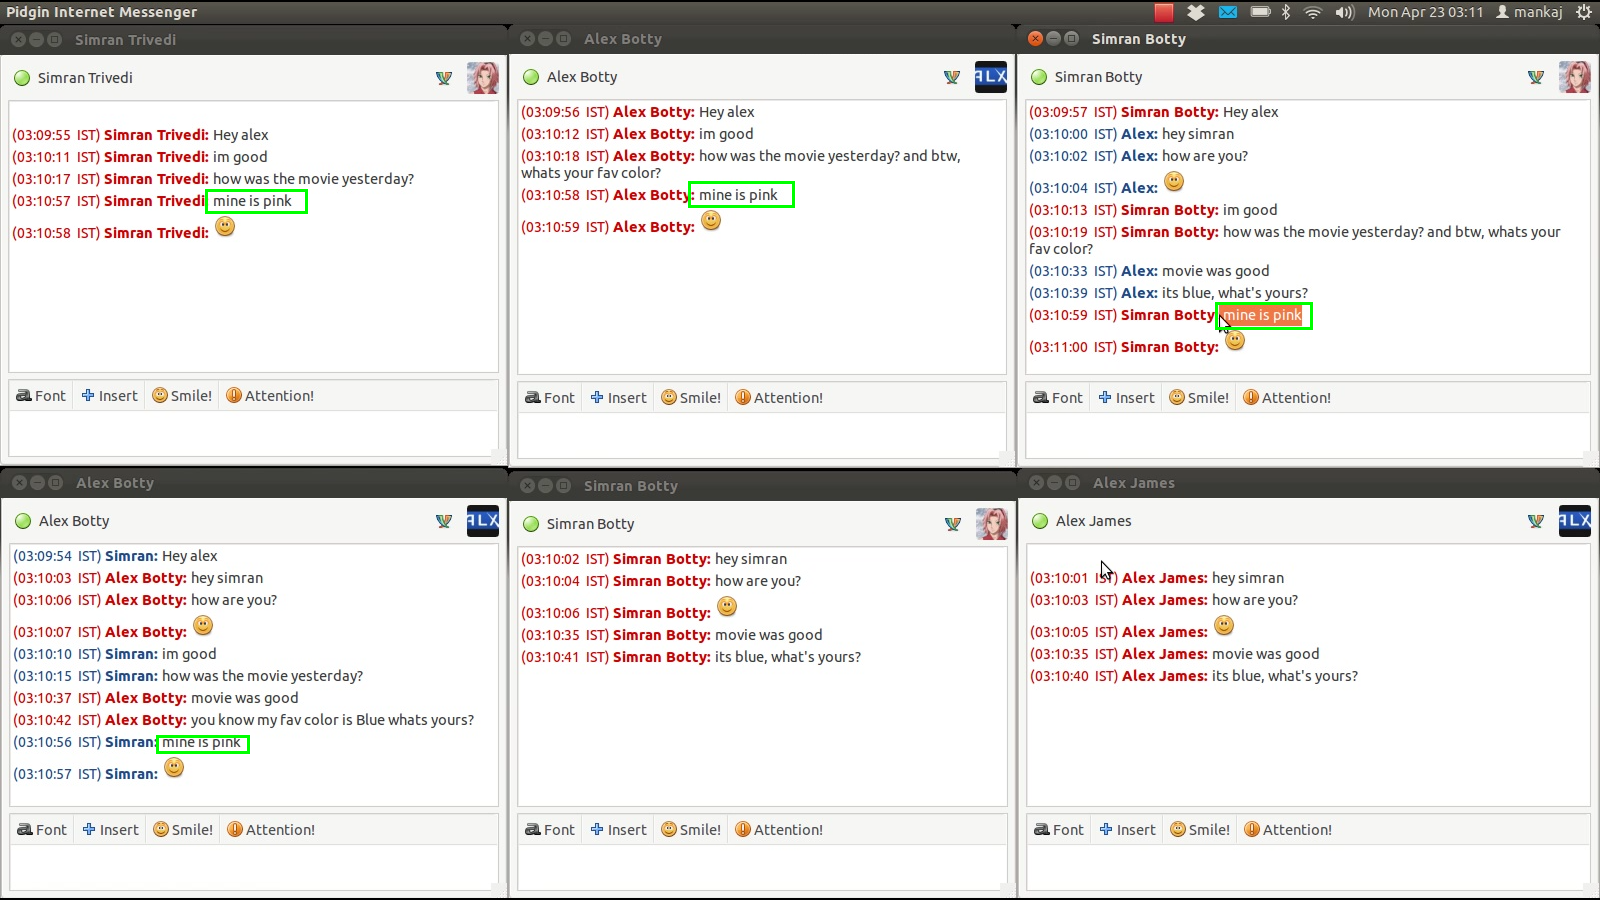 Pidgin Internet Messenger
Mon Apr 23 03:11 mankaj
Simran Trivedi
Simran Trivedi
(03:09:55 IST) Simran Trivedi: Hey alex
(03:10:11 IST) Simran Trivedi: im good
(03:10:17 IST) Simran Trivedi: how was the movie yesterday?
(03:10:57 IST) Simran Trivedi mine is pink
(03:10:58 IST) Simran Trivedi:
Font Insert Smile! Attention!
Alex Botty
Alex Botty
ALX
(03:09:56 IST) Alex Botty: Hey alex
(03:10:12 IST) Alex Botty: im good
(03:10:18 IST) Alex Botty: how was the movie yesterday? and btw,
whats your fav color?
(03:10:58 IST) Alex Botty: mine is pink
(03:10:59 IST) Alex Botty:
Font Insert Smile! Attention!
Simran Botty
Simran Botty
(03:09:57 IST) Simran Botty: Hey alex
(03:10:00 IST) Alex: hey simran
(03:10:02 IST) Alex: how are you?
(03:10:04 IST) Alex:
(03:10:13 IST) Simran Botty: im good
(03:10:19 IST) Simran Botty: how was the movie yesterday? and btw, whats your
fav color?
(03:10:33 IST) Alex: movie was good
(03:10:39 IST) Alex: its blue, what's yours?
(03:10:59 IST) Simran Botty mine is pink
(03:11:00 IST) Simran Botty:
Font Insert Smile! Attention!
Alex Botty
Alex Botty
ALX
(03:09:54 IST) Simran: Hey alex
(03:10:03 IST) Alex Botty: hey simran
(03:10:06 IST) Alex Botty: how are you?
(03:10:07 IST) Alex Botty:
(03:10:10 IST) Simran: im good
(03:10:15 IST) Simran: how was the movie yesterday?
(03:10:37 IST) Alex Botty: movie was good
(03:10:42 IST) Alex Botty: you know my fav color is Blue whats yours?
(03:10:56 IST) Simran: mine is pink
(03:10:57 IST) Simran:
Font Insert Smile! Attention!
Simran Botty
Simran Botty
(03:10:02 IST) Simran Botty: hey simran
(03:10:04 IST) Simran Botty: how are you?
(03:10:06 IST) Simran Botty:
(03:10:35 IST) Simran Botty: movie was good
(03:10:41 IST) Simran Botty: its blue, what's yours?
Font Insert Smile! Attention!
Alex James
Alex James
ALX
(03:10:01 IST) Alex James: hey simran
(03:10:03 IST) Alex James: how are you?
(03:10:05 IST) Alex James:
(03:10:35 IST) Alex James: movie was good
(03:10:40 IST) Alex James: its blue, what's yours?
Font Insert Smile! Attention!